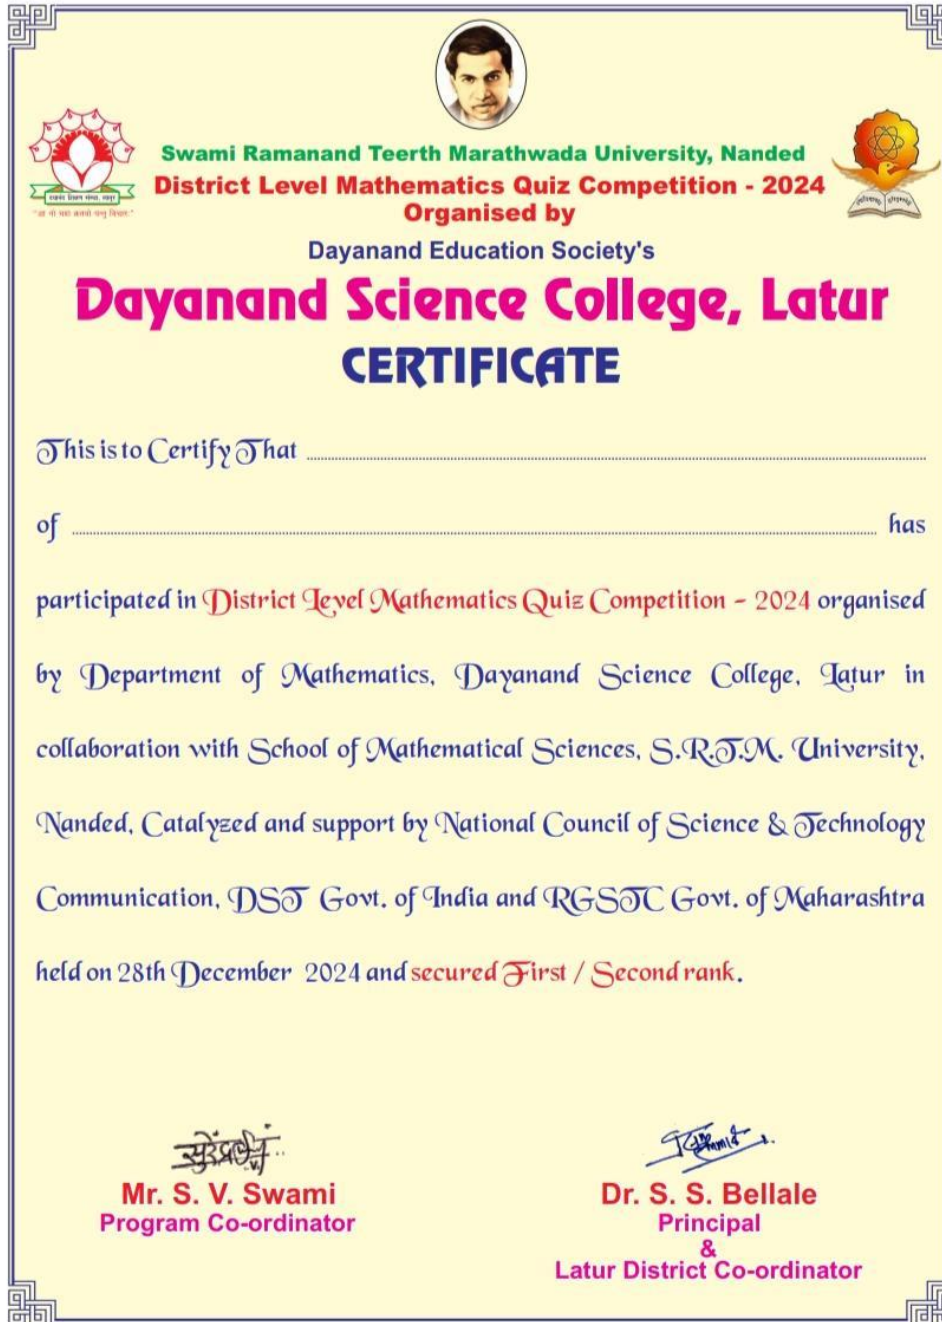 Swami Ramanand Teerth Marathwada University, Nanded
District Level Mathematics Quiz Competition - 2024
Organised by
Dayanand Education Society's
Dayanand Science College, Latur
CERTIFICATE
This is to Certify That
of has
participated in District Level Mathematics Quiz Competition - 2024 organised
by Department of Mathematics, Dayanand Science College, Latur in
collaboration with School of Mathematical Sciences, S.R.T.M. University,
Nanded, Catalyzed and support by National Council of Science & Technology
Communication, DST Govt. of India and RGSTC Govt. of Maharashtra
held on 28th December 2024 and secured First / Second rank.
Mr. S. V. Swami
Program Co-ordinator
Dr. S. S. Bellale
Principal
&
Latur District Co-ordinator